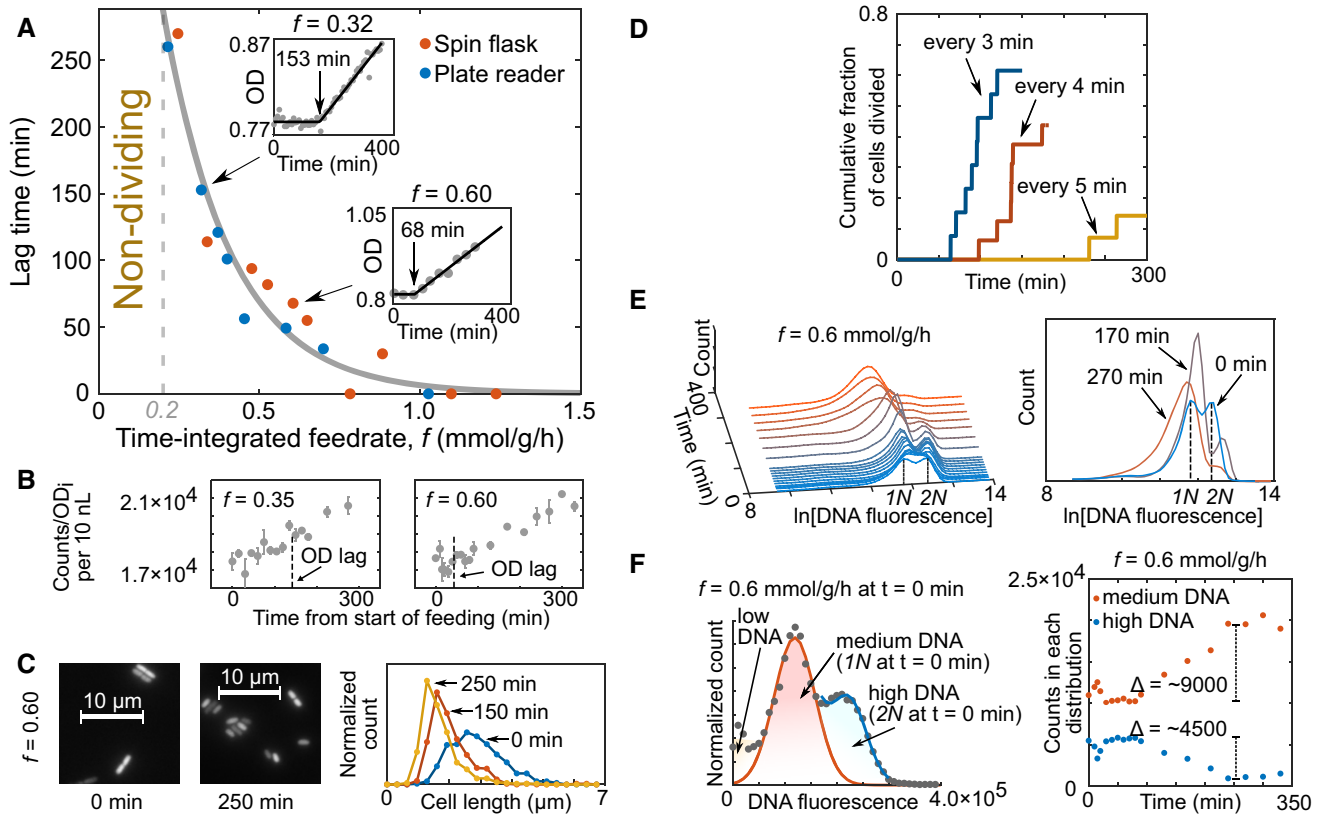 A
f = 0.32
0.87
153 min
OD
0.77
0
400
Time (min)
Spin flask
Plate reader
250
200
150
100
50
0
Lag time (min)
Non-dividing
f = 0.60
1.05
68 min
OD
0.8
0
400
Time (min)
0
0.2
0.5
1.0
1.5
Time-integrated feedrate, f (mmol/g/h)
B
2.1×10⁴
1.7×10⁴
Counts/ODi
per 10 nL
f = 0.35
OD lag
f = 0.60
OD lag
0
300
0
300
Time from start of feeding (min)
C
f = 0.60
10 µm
0 min
10 µm
250 min
Normalized
count
250 min
150 min
0 min
0
7
Cell length (µm)
D
0.8
0
Cumulative fraction
of cells divided
every 3 min
every 4 min
every 5 min
0
300
Time (min)
E
f = 0.6 mmol/g/h
Count
400
Time (min)
0
8
1N
2N
14
ln[DNA fluorescence]
Count
170 min
0 min
270 min
8
1N
2N
14
ln[DNA fluorescence]
F
f = 0.6 mmol/g/h at t = 0 min
Normalized count
low
DNA
medium DNA
(1N at t = 0 min)
high DNA
(2N at t = 0 min)
0
4.0×10⁵
DNA fluorescence
f = 0.6 mmol/g/h
2.5×10⁴
medium DNA
high DNA
Counts in each
distribution
Δ = ~9000
Δ = ~4500
0
0
350
Time (min)